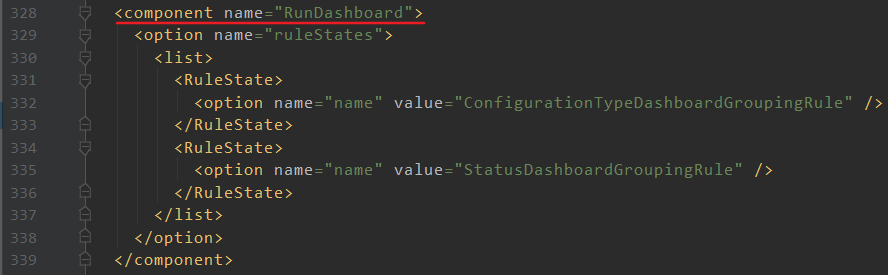 328 <component name="RunDashboard">
329 <option name="ruleStates">
330 <list>
331 <RuleState>
332 <option name="name" value="ConfigurationTypeDashboardGroupingRule" />
333 </RuleState>
334 <RuleState>
335 <option name="name" value="StatusDashboardGroupingRule" />
336 </RuleState>
337 </list>
338 </option>
339 </component>